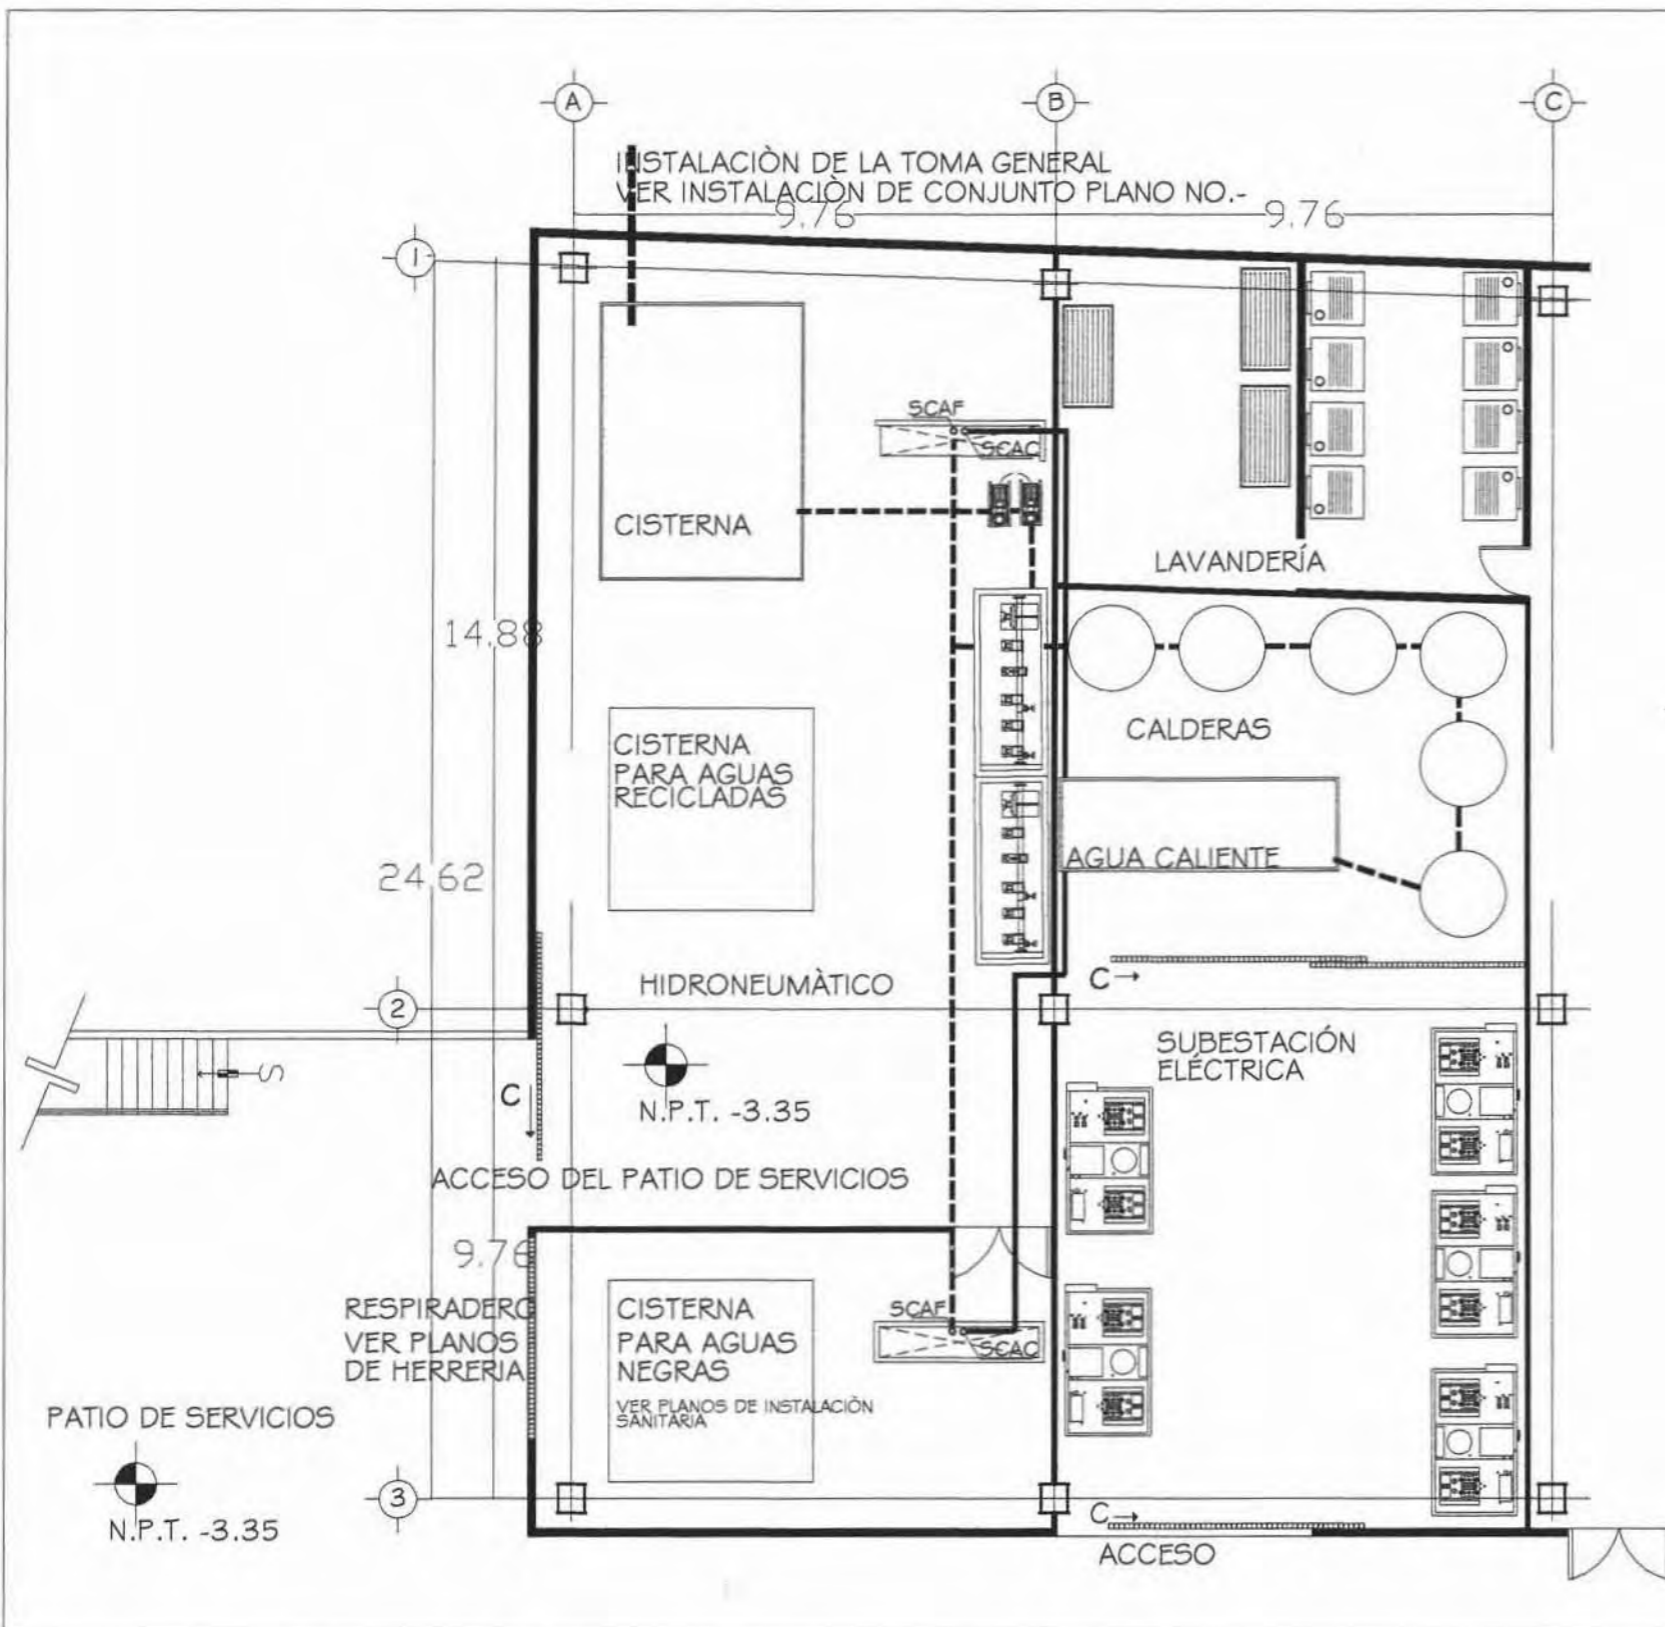 A
B
C
INSTALACIÒN DE LA TOMA GENERAL
VER INSTALACIÒN DE CONJUNTO PLANO NO.-
9.76
9.76
1
SCAF
SCAC
CISTERNA
LAVANDERÍA
14.88
CALDERAS
CISTERNA
PARA AGUAS
RECICLADAS
AGUA CALIENTE
24.62
HIDRONEUMÀTICO
C
2
SUBESTACIÓN
ELÉCTRICA
S
C
N.P.T. -3.35
ACCESO DEL PATIO DE SERVICIOS
9.76
RESPIRADERO
VER PLANOS
DE HERRERIA
CISTERNA
PARA AGUAS
NEGRAS
VER PLANOS DE INSTALACIÒN
SANITARIA
SCAF
SCAC
PATIO DE SERVICIOS
N.P.T. -3.35
3
C
ACCESO